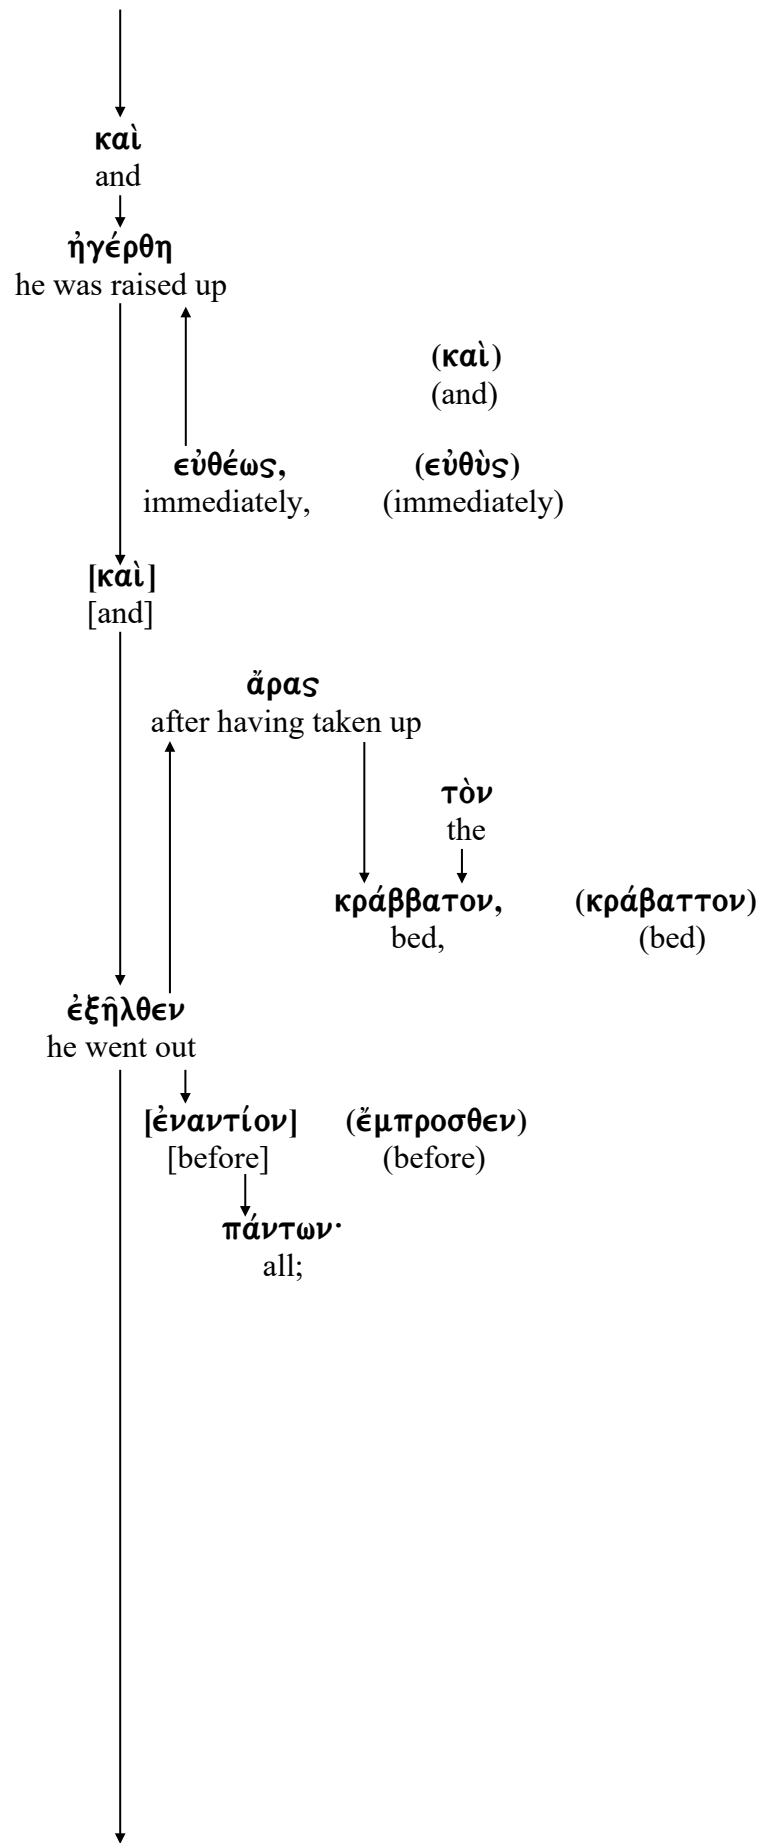 καὶ
and
ἠγέρθη
he was raised up
(καὶ)
(and)
εὐθέως, (εὐθὺς)
immediately, (immediately)
[καὶ]
[and]
ἄρας
after having taken up
τὸν
the
κράββατον, (κράβαττον)
bed, (bed)
ἐξῆλθεν
he went out
[ἐναντίον] (ἔμπροσθεν)
[before] (before)
πάντων·
all;